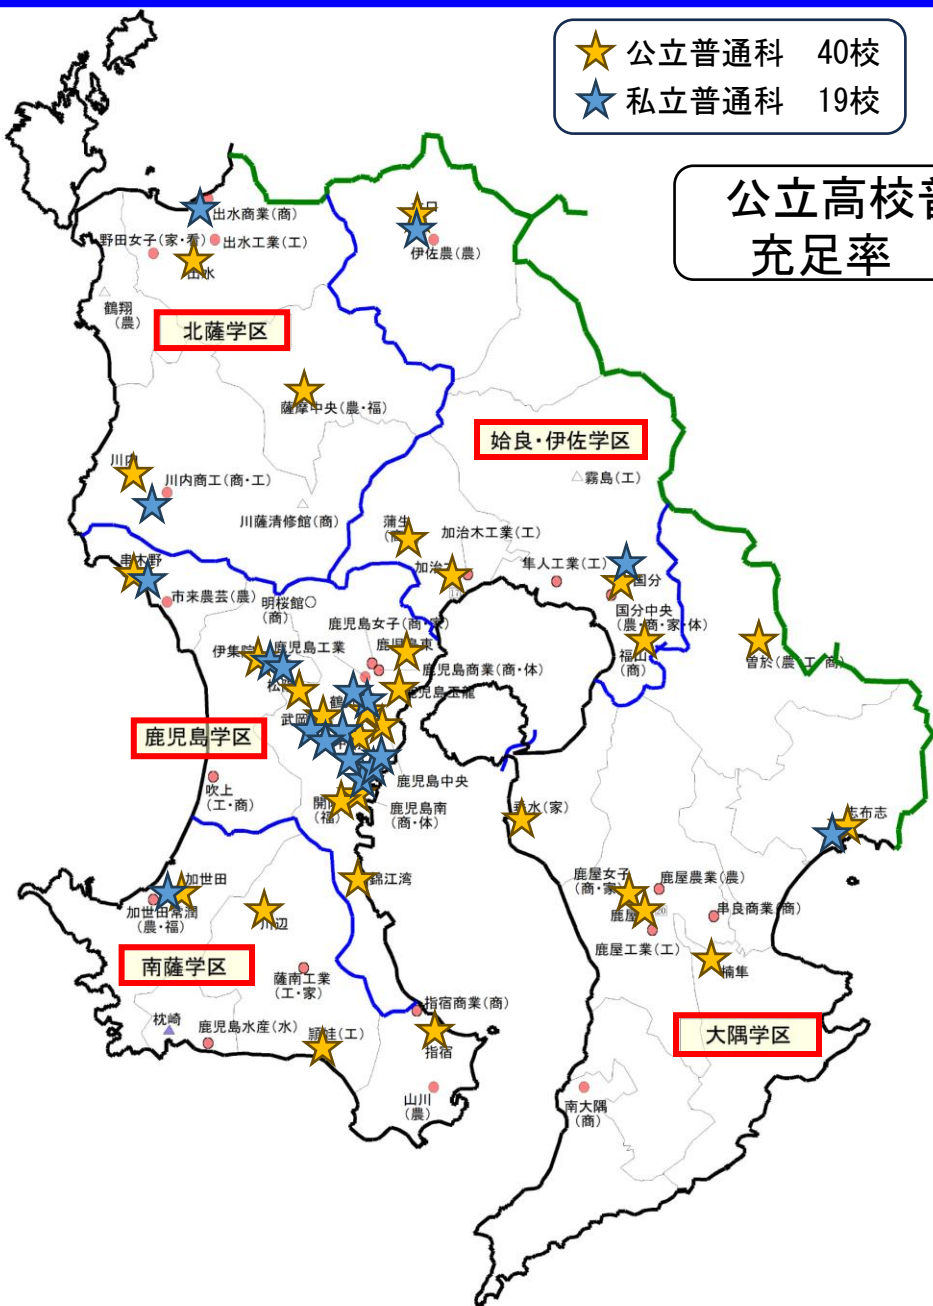 公立普通科 40校
私立普通科 19校
公立高校普
充足率
出水商業(商)
野田女子(家・看)
出水工業(工)
出水
伊佐農(農)
鶴翔
(農)
北薩学区
薩摩中央(農・福)
姶良・伊佐学区
川内
川内商工(商・工)
霧島(工)
川薩清修館(商)
蒲生
加治木工業(工)
加治木
隼人工業(工)
国分
串木野
市来農芸(農)
明桜館
(商)
国分中央
(農・商・家・体)
鹿児島女子(商・家)
鹿児島東
福山
(商)
曽於(農・工・商)
伊集院
鹿児島工業
鹿児島商業(商・体)
鹿児島玉龍
松陽
武岡
鹿児島学区
鹿児島中央
吹上
(工・商)
開陽
(福)
鹿児島南
(商・体)
垂水(家)
志布志
加世田
錦江湾
鹿屋女子
(商・家)
鹿屋農業(農)
加世田常潤
(農・福)
川辺
鹿屋
串良商業(商)
鹿屋工業(工)
南薩学区
薩南工業
(工・家)
楠隼
枕崎
鹿児島水産(水)
頴娃(工)
指宿商業(商)
指宿
大隅学区
山川
(農)
南大隅
(商)